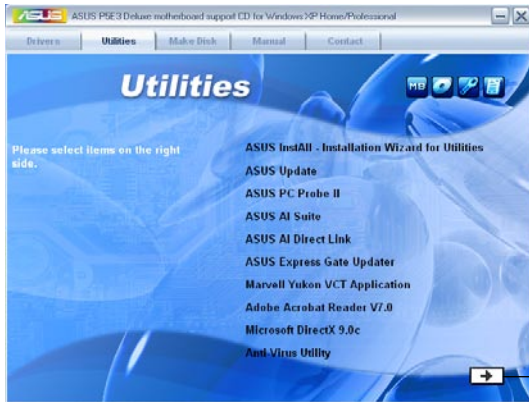 ASUS ASUS P5E3 Deluxe motherboard support CD for Windows XP Home/Professional
Drivers Utilities Make Disk Manual Contact
Utilities
MB
Please select items on the right
side.
ASUS InstAll - Installation Wizard for Utilities
ASUS Update
ASUS PC Probe II
ASUS AI Suite
ASUS AI Direct Link
ASUS Express Gate Updater
Marvell Yukon VCT Application
Adobe Acrobat Reader V7.0
Microsoft DirectX 9.0c
Anti-Virus Utility